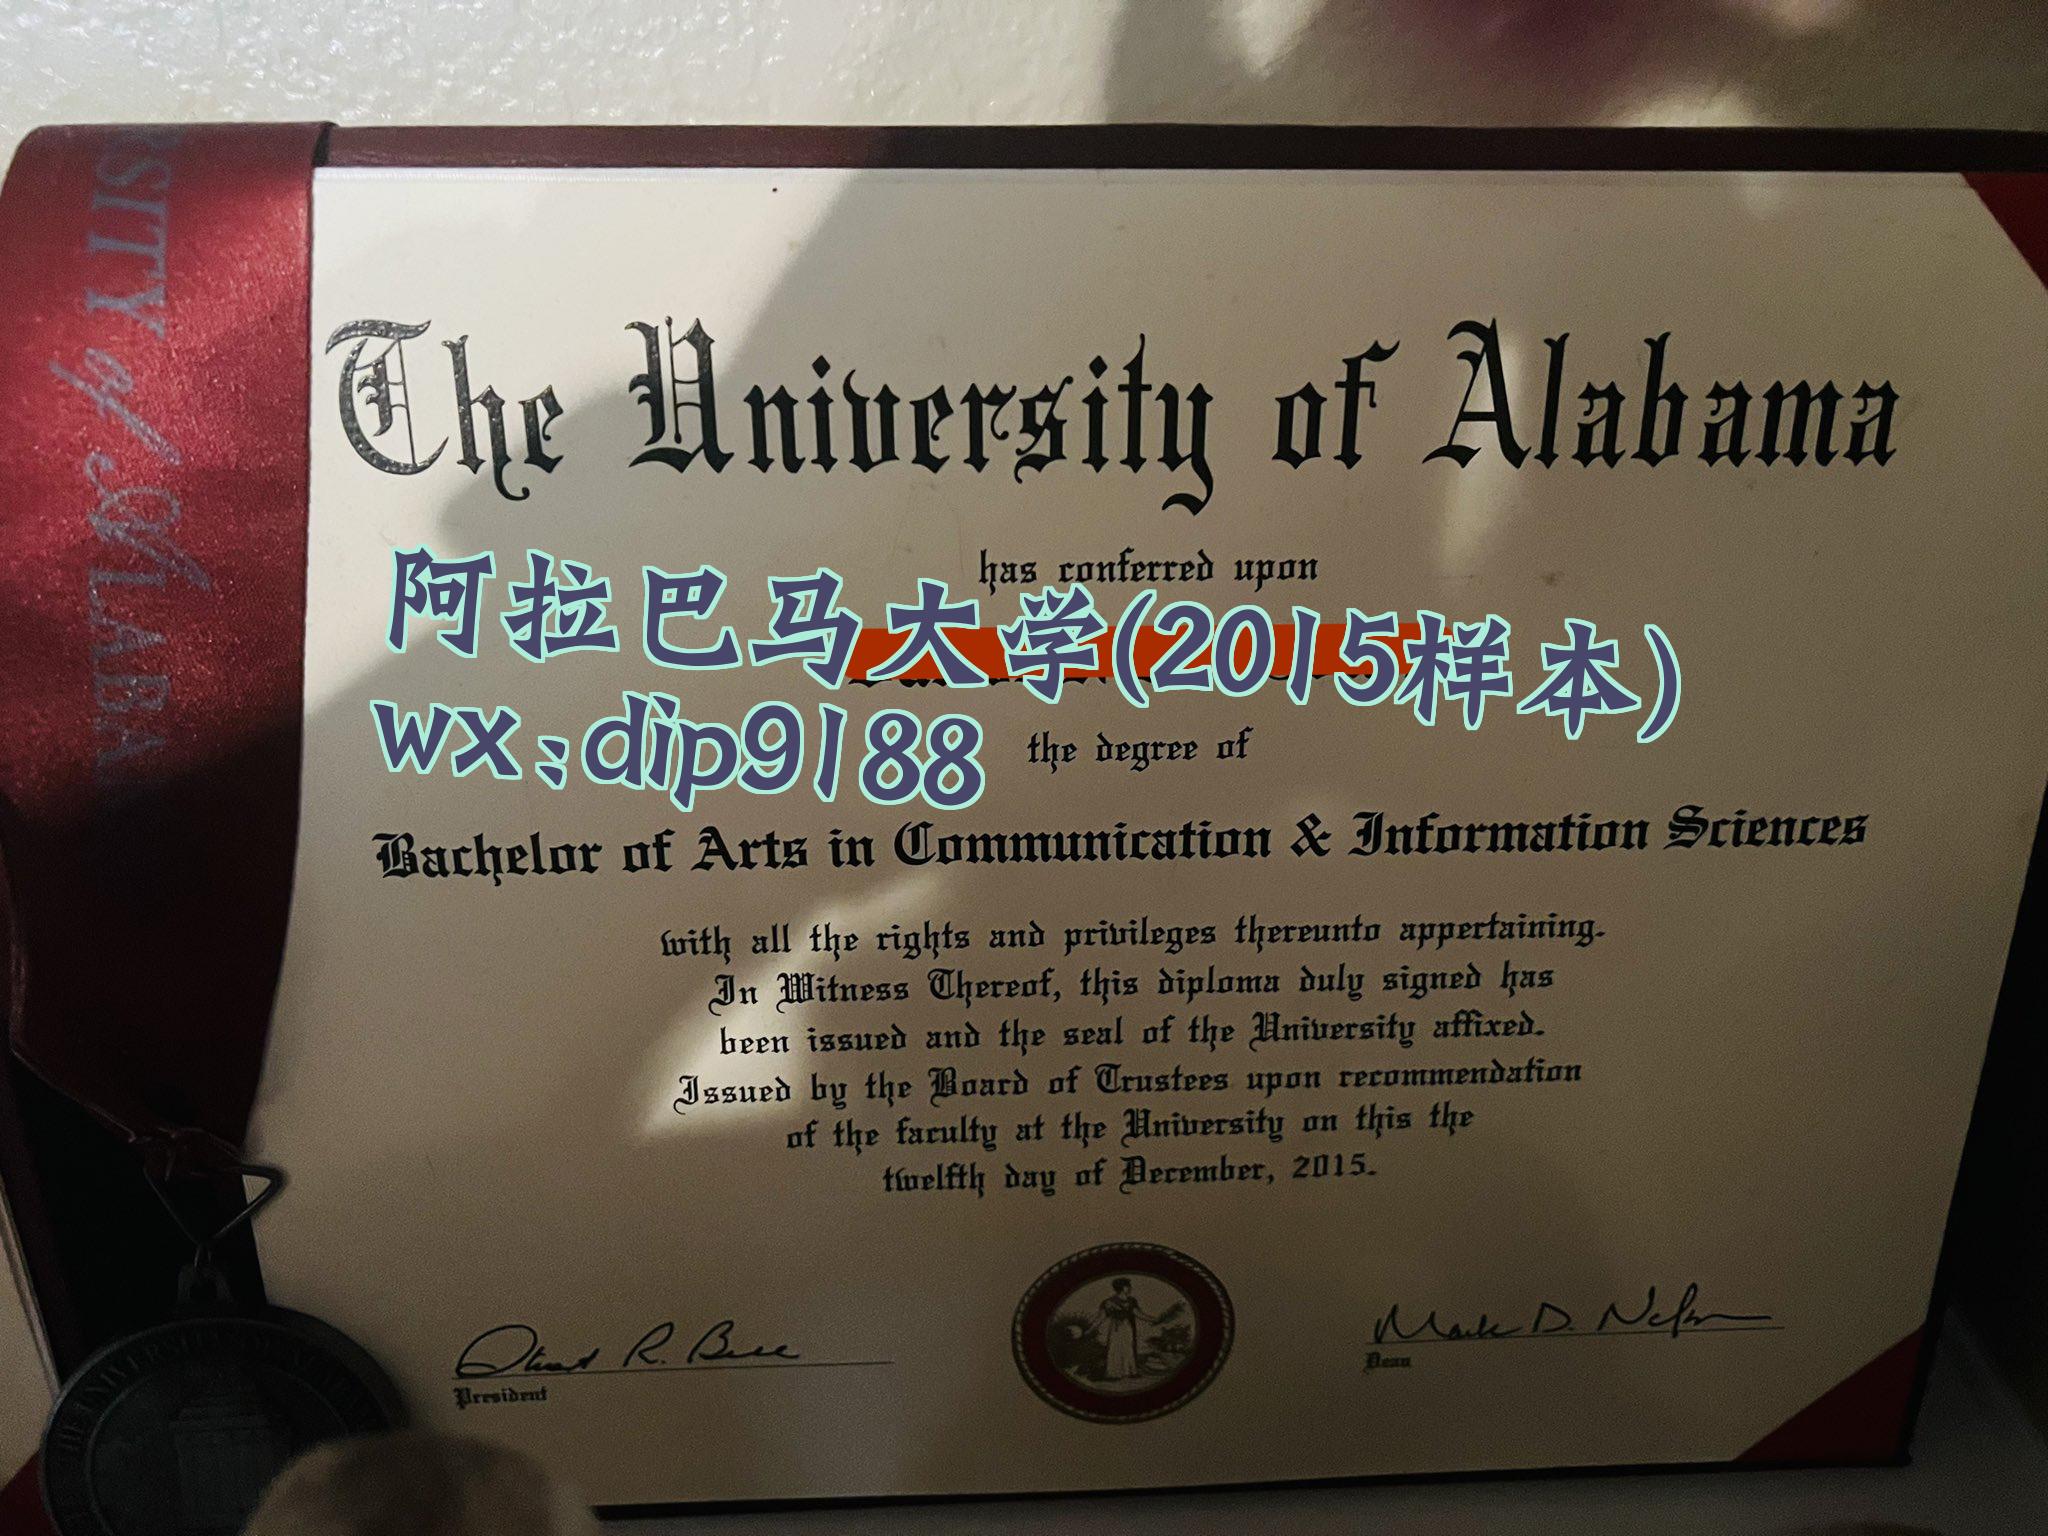 RSITY of ALABA
The University of Alabama
has conferred upon
阿拉巴马大学(2015样本)
wx:dip9188
the degree of
Bachelor of Arts in Communication & Information Sciences
with all the rights and privileges thereunto appertaining.
In Witness Thereof, this diploma duly signed has
been issued and the seal of the University affixed.
Issued by the Board of Trustees upon recommendation
of the faculty at the University on this the
twelfth day of December, 2015.
President
Dean